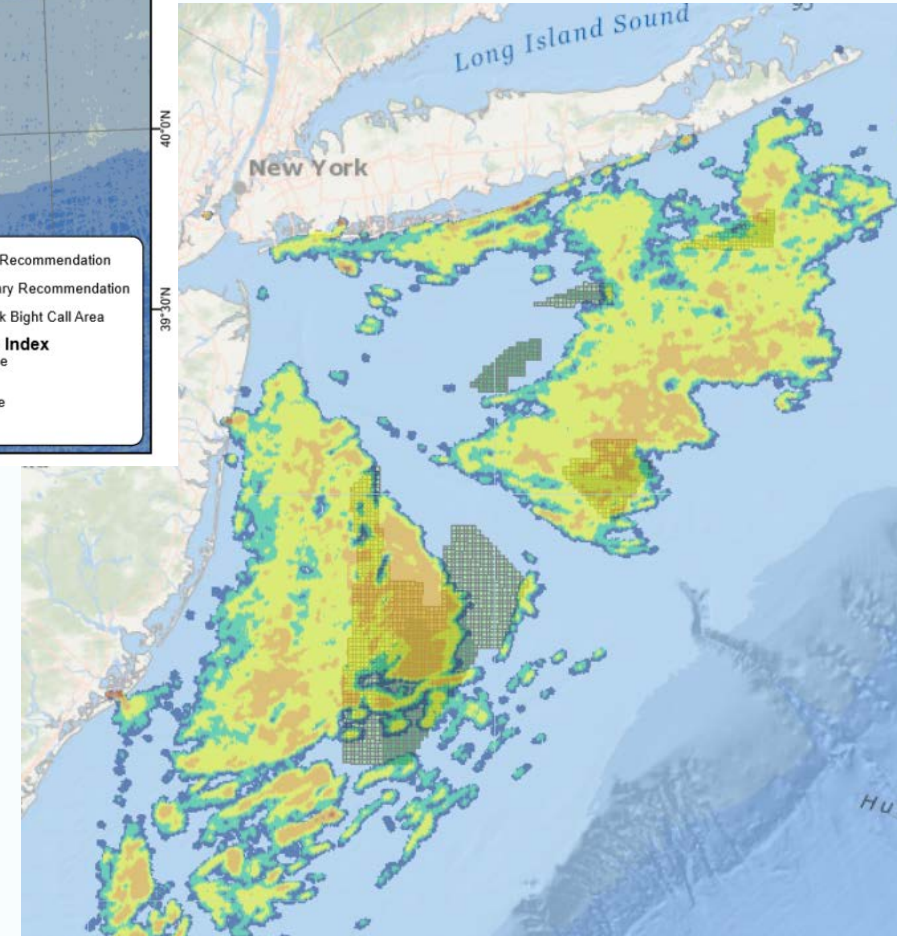 Long Island Sound
New York
40°0'N
Recommendation
ry Recommendation
39°30'N
k Bight Call Area
Index
e
e
Hu